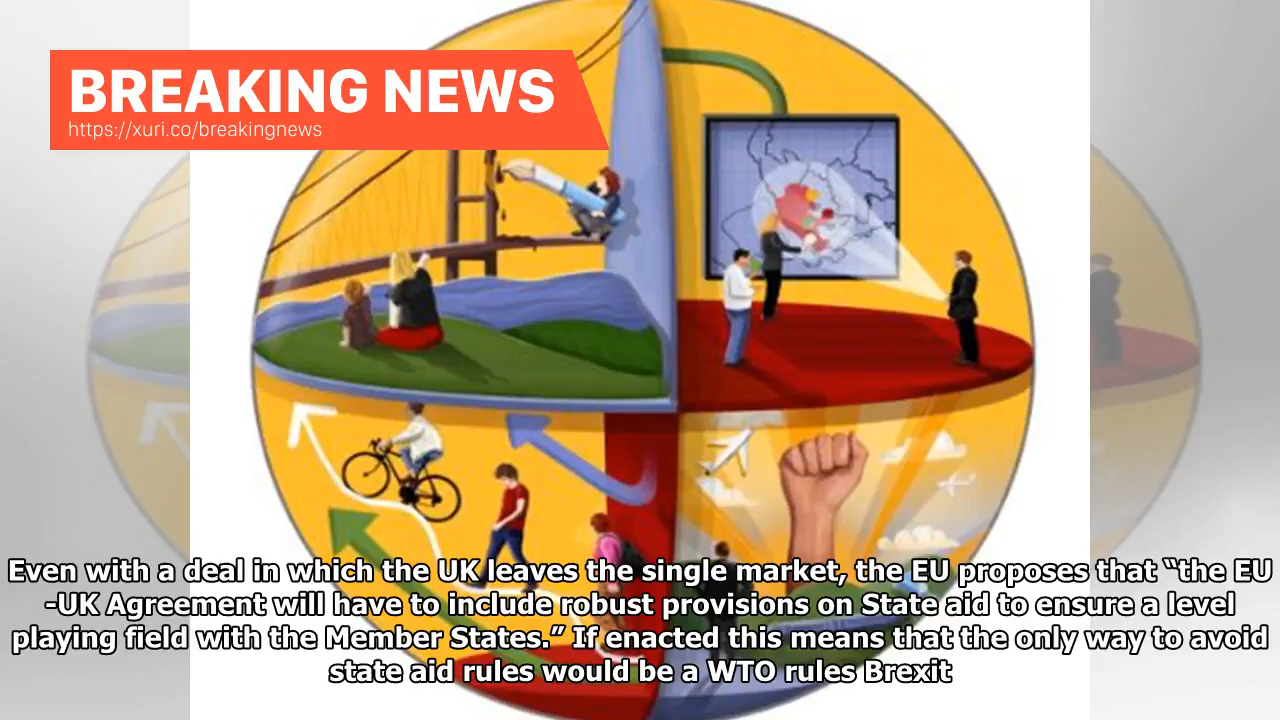 BREAKING NEWS
https://xuri.co/breakingnews
Even with a deal in which the UK leaves the single market, the EU proposes that “the EU
-UK Agreement will have to include robust provisions on State aid to ensure a level
playing field with the Member States.” If enacted this means that the only way to avoid
state aid rules would be a WTO rules Brexit